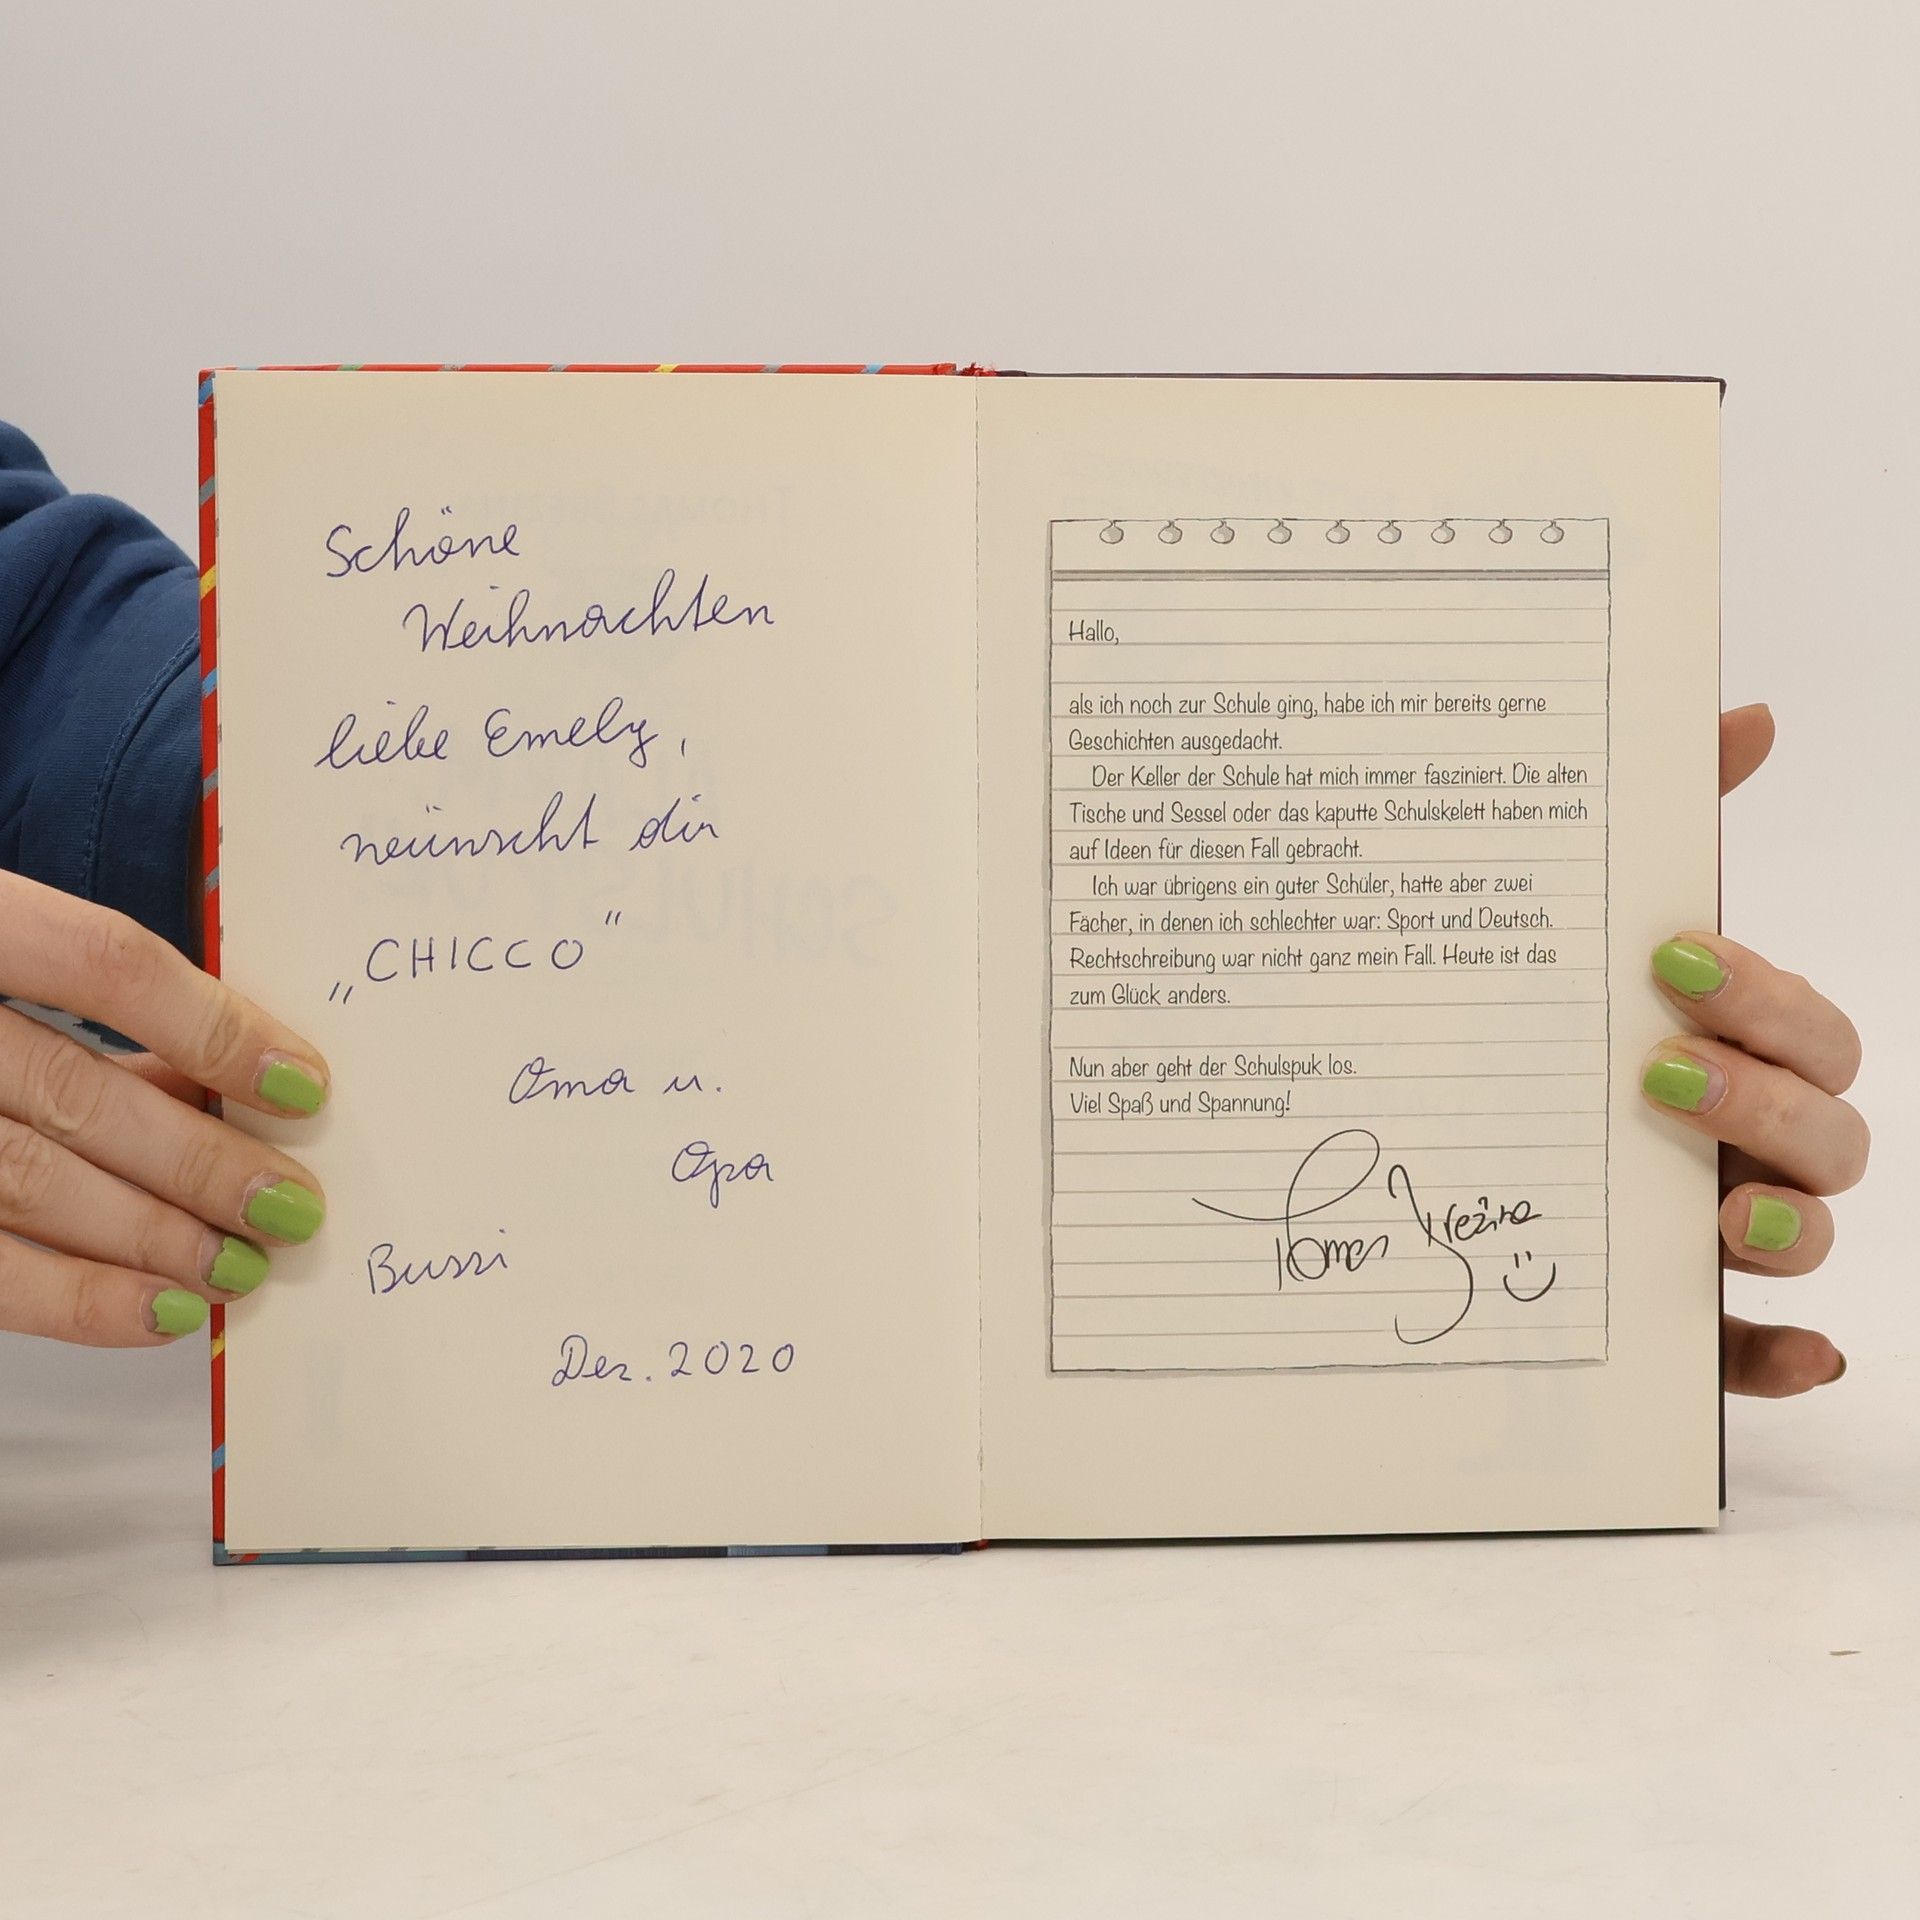 Schöne
Weihnachten
liebe Emely,
wünscht dir
„CHICCO"
Oma u.
Opa
Bussi
Dez. 2020
Hallo,
als ich noch zur Schule ging, habe ich mir bereits gerne
Geschichten ausgedacht.
Der Keller der Schule hat mich immer fasziniert. Die alten
Tische und Sessel oder das kaputte Schulskelett haben mich
auf Ideen für diesen Fall gebracht.
Ich war übrigens ein guter Schüler, hatte aber zwei
Fächer, in denen ich schlechter war: Sport und Deutsch.
Rechtschreibung war nicht ganz mein Fall. Heute ist das
zum Glück anders.
Nun aber geht der Schulspuk los.
Viel Spaß und Spannung!
Thomas Brezina